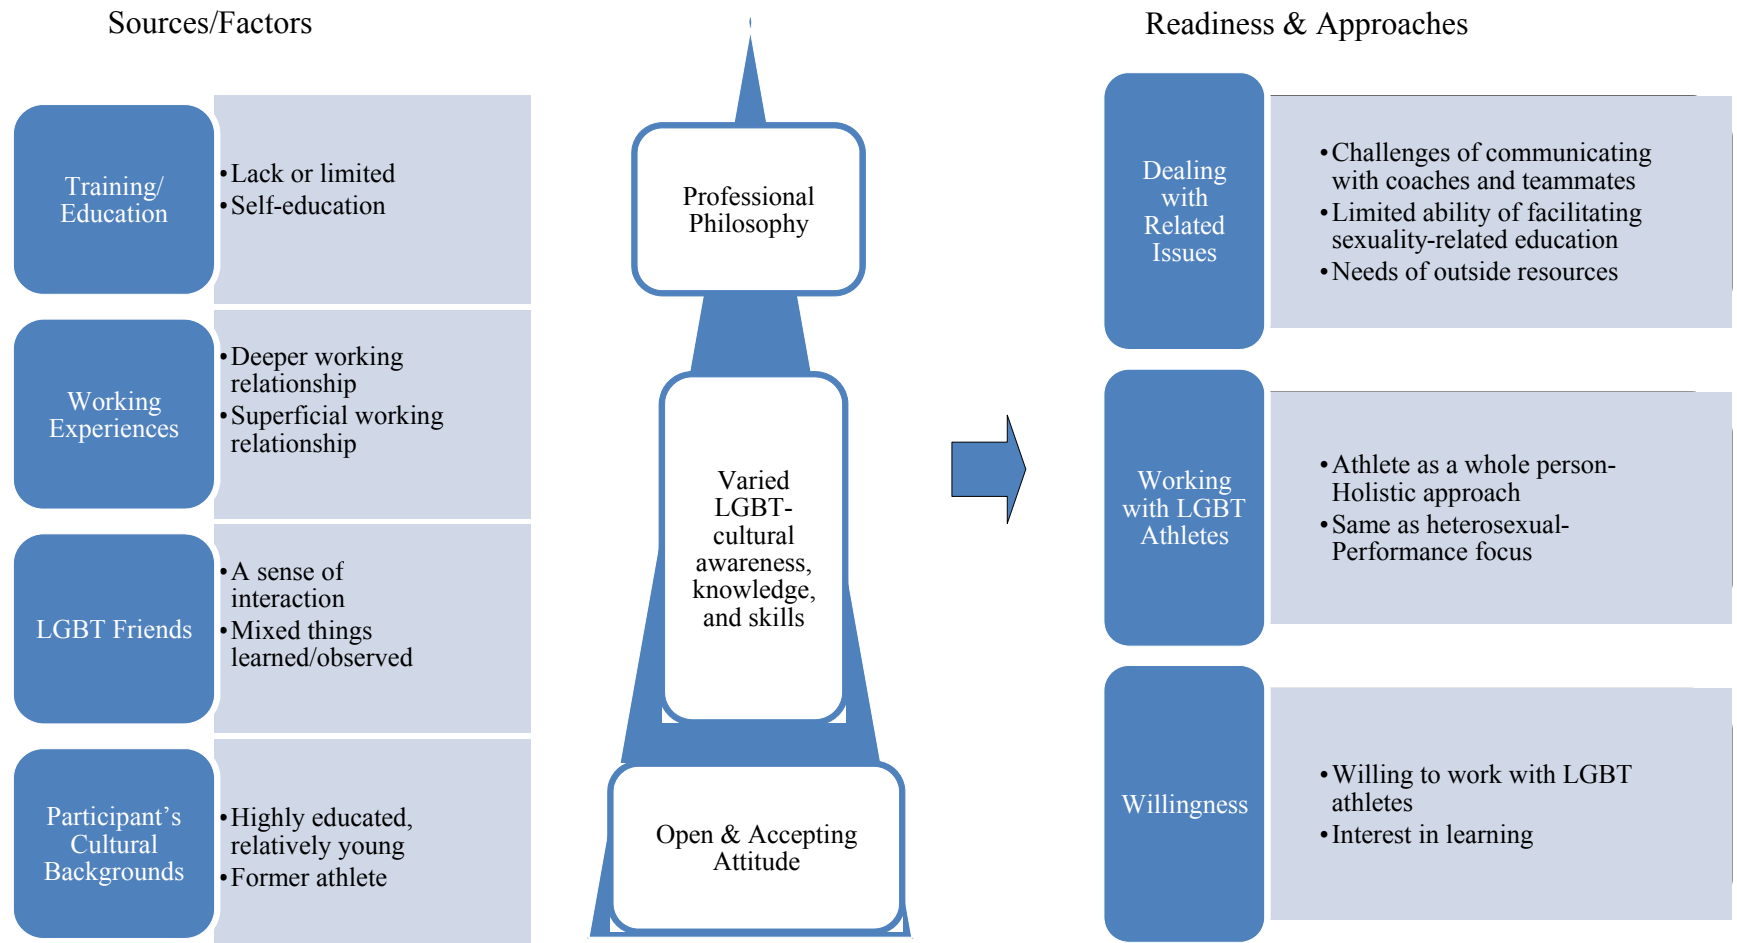 Sources/Factors
Training/
Education
•Lack or limited
•Self-education
Working
Experiences
•Deeper working
relationship
•Superficial working
relationship
LGBT Friends
•A sense of
interaction
•Mixed things
learned/observed
Participant’s
Cultural
Backgrounds
•Highly educated,
relatively young
•Former athlete
Professional
Philosophy
Varied
LGBT-
cultural
awareness,
knowledge,
and skills
Open & Accepting
Attitude
Readiness & Approaches
Dealing
with
Related
Issues
•Challenges of communicating
with coaches and teammates
•Limited ability of facilitating
sexuality-related education
•Needs of outside resources
Working
with LGBT
Athletes
•Athlete as a whole person-
Holistic approach
•Same as heterosexual-
Performance focus
Willingness
•Willing to work with LGBT
athletes
•Interest in learning